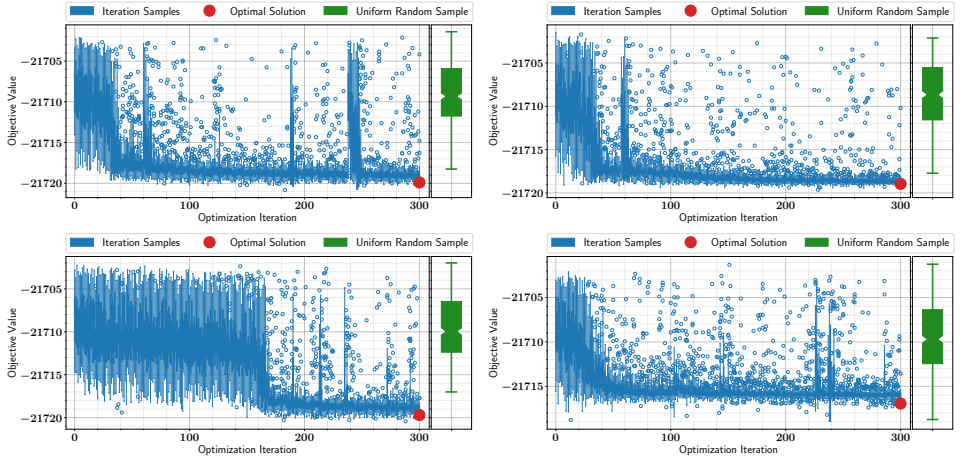 Iteration Samples Optimal Solution Uniform Random Sample
Objective Value
−21705
−21710
−21715
−21720
0 100 200 300
Optimization Iteration
Iteration Samples Optimal Solution Uniform Random Sample
Objective Value
−21705
−21710
−21715
−21720
0 100 200 300
Optimization Iteration
Iteration Samples Optimal Solution Uniform Random Sample
Objective Value
−21705
−21710
−21715
−21720
0 100 200 300
Optimization Iteration
Iteration Samples Optimal Solution Uniform Random Sample
Objective Value
−21705
−21710
−21715
0 100 200 300
Optimization Iteration